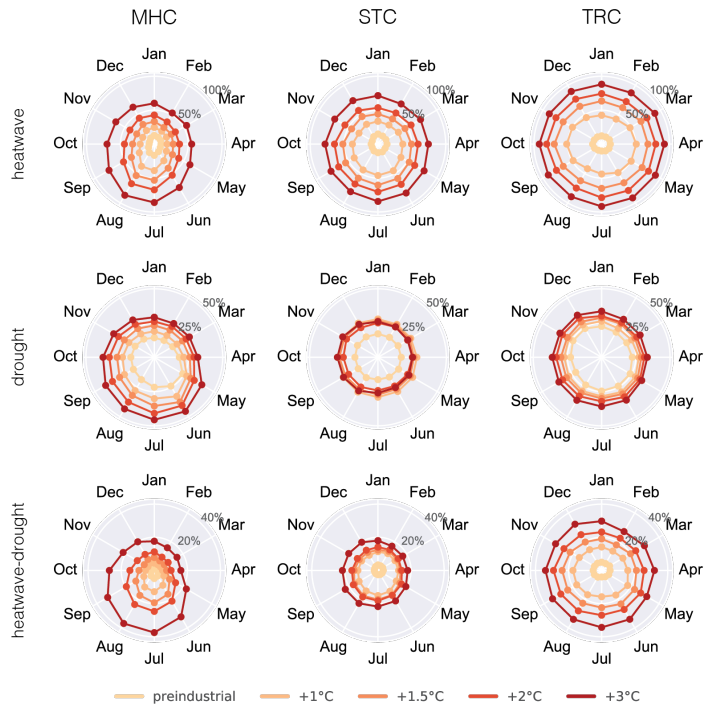 MHC STC TRC
heatwave
Jan Jan Jan
Dec Feb Dec Feb Dec Feb
100% 100% 100%
Nov Mar Nov Mar Nov Mar
50% 50% 50%
Oct Apr Oct Apr Oct Apr
Sep May Sep May Sep May
Aug Jun Aug Jun Aug Jun
Jul Jul Jul
drought
Jan Jan Jan
Dec Feb Dec Feb Dec Feb
50% 50% 50%
Nov Mar Nov Mar Nov Mar
25% 25% 25%
Oct Apr Oct Apr Oct Apr
Sep May Sep May Sep May
Aug Jun Aug Jun Aug Jun
Jul Jul Jul
heatwave-drought
Jan Jan Jan
Dec Feb Dec Feb Dec Feb
40% 40% 40%
Nov Mar Nov Mar Nov Mar
20% 20% 20%
Oct Apr Oct Apr Oct Apr
Sep May Sep May Sep May
Aug Jun Aug Jun Aug Jun
Jul Jul Jul
preindustrial +1°C +1.5°C +2°C +3°C